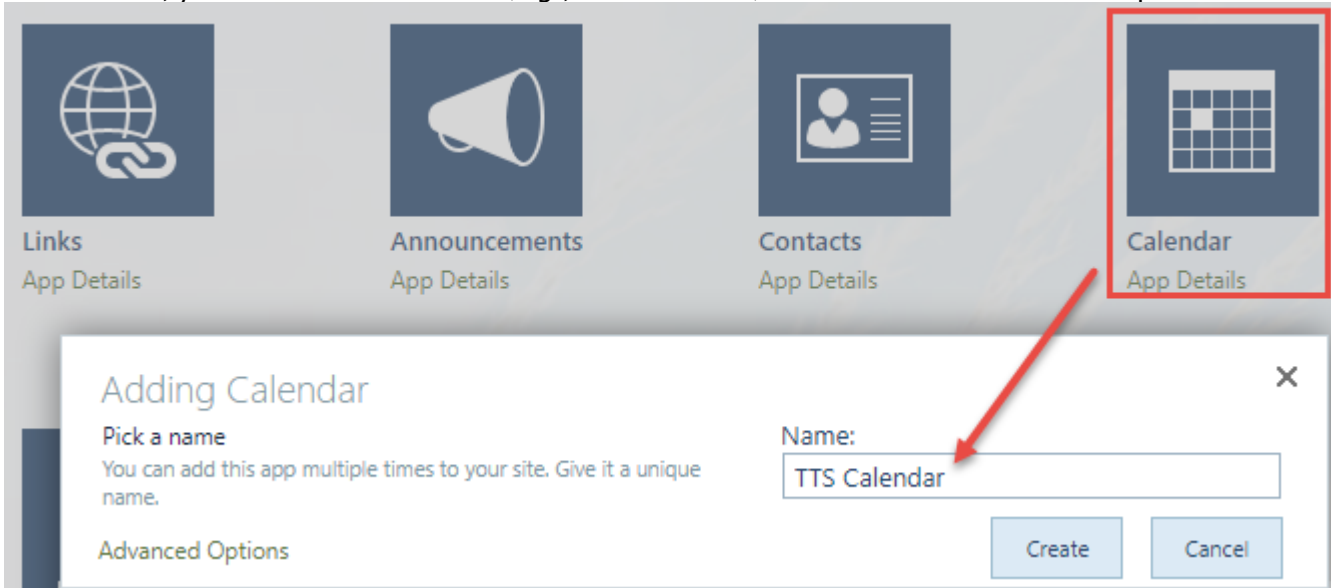 Links
Announcements
Contacts
Calendar
App Details
App Details
App Details
App Details
Adding Calendar
Pick a name
Name:
You can add this app multiple times to your site. Give it a unique
name.
TTS Calendar
Advanced Options
Create
Cancel